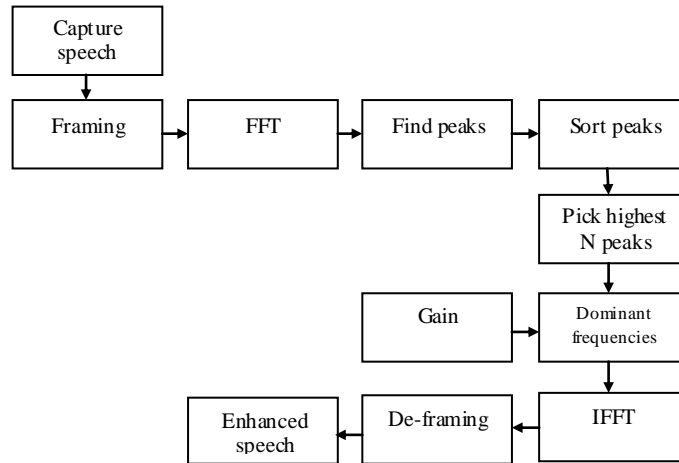 Capture
speech
Framing
FFT
Find peaks
Sort peaks
Pick highest
N peaks
Gain
Dominant
frequencies
Enhanced
speech
De-framing
IFFT